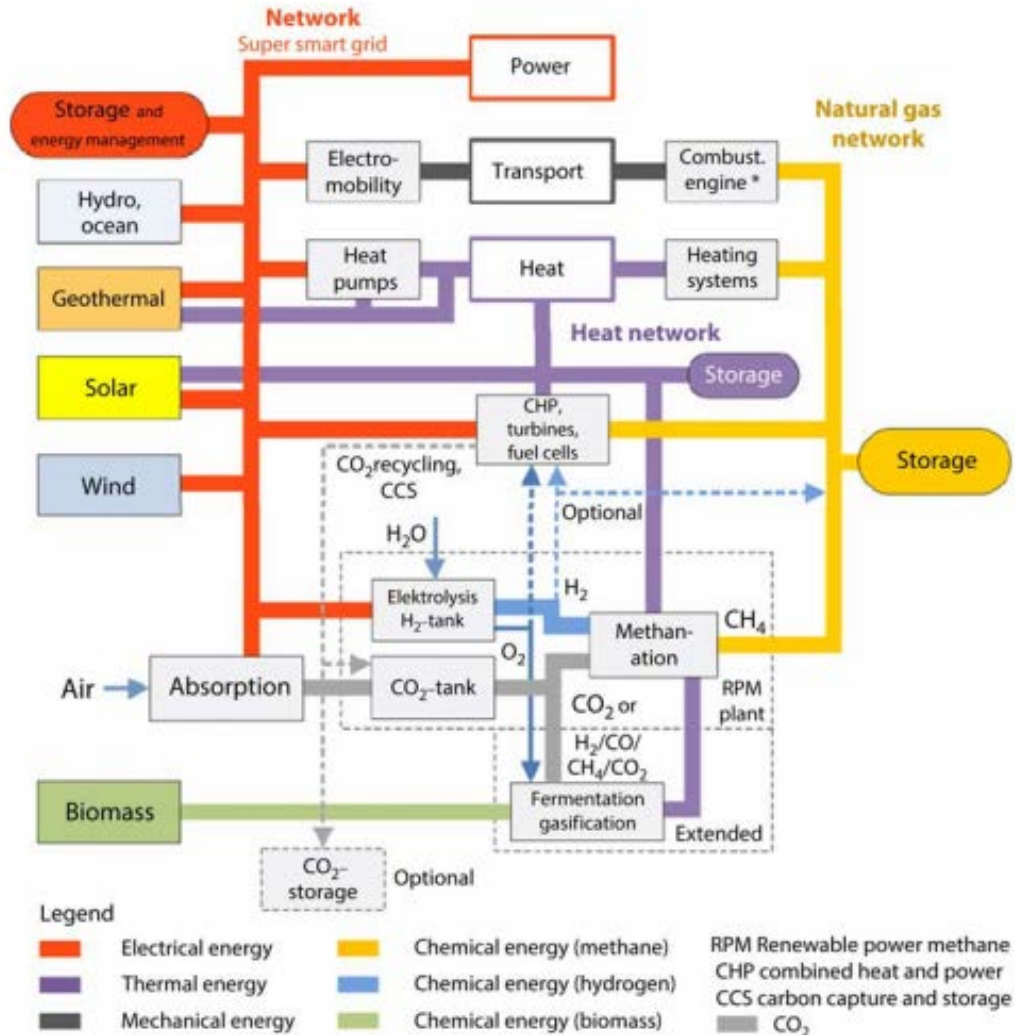 Network
Super smart grid
Power
Storage and
energy management
Natural gas
network
Electro-
mobility
Transport
Combust.
engine *
Hydro,
ocean
Heat
pumps
Heat
Heating
systems
Geothermal
Heat network
Solar
Storage
CHP,
turbines,
fuel cells
CO2recycling,
CCS
Storage
Wind
Optional
H2O
Elektrolysis
H2-tank
H2
Methan-
ation
CH4
O2
Air
Absorption
CO2-tank
CO2 or
RPM
plant
H2/CO/
CH4/CO2
Biomass
Fermentation
gasification
Extended
CO2-
storage
Optional
Legend
Electrical energy
Chemical energy (methane)
RPM Renewable power methane
Thermal energy
Chemical energy (hydrogen)
CHP combined heat and power
CCS carbon capture and storage
Mechanical energy
Chemical energy (biomass)
CO2